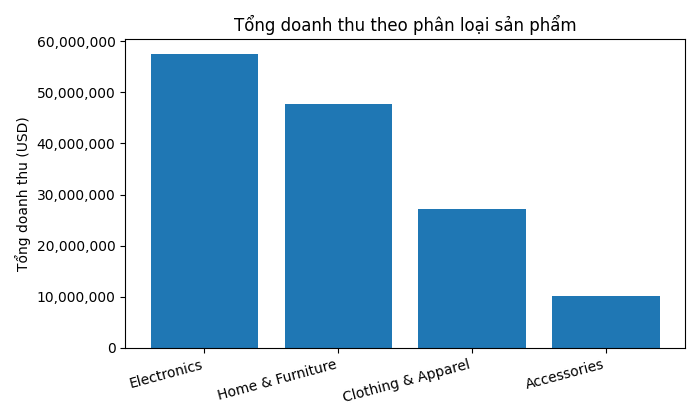 Tổng doanh thu theo phân loại sản phẩm
Tổng doanh thu (USD)
60,000,000
50,000,000
40,000,000
30,000,000
20,000,000
10,000,000
0
Electronics
Home & Furniture
Clothing & Apparel
Accessories